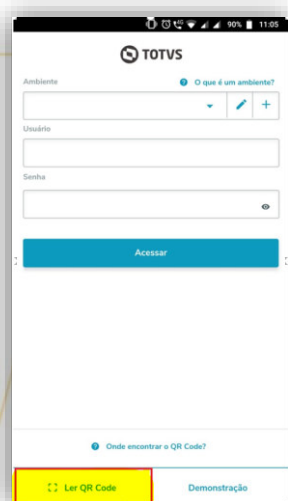 90% 11:05
TOTVS
Ambiente
O que é um ambiente?
Usuário
Senha
Acessar
Onde encontrar o QR Code?
Ler QR Code
Demonstração